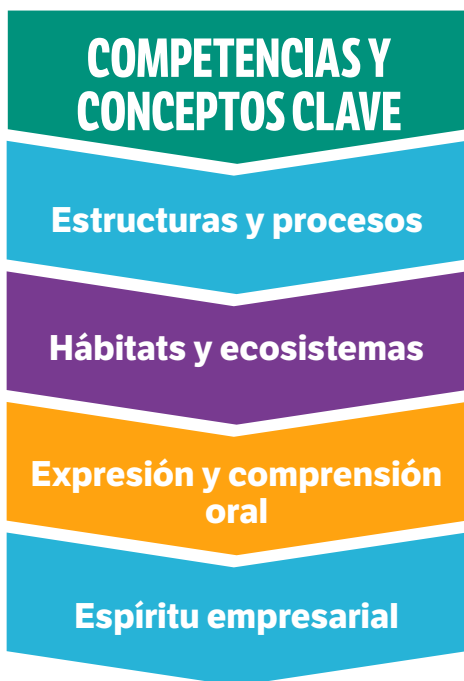 COMPETENCIAS Y
CONCEPTOS CLAVE
Estructuras y procesos
Hábitats y ecosistemas
Expresión y comprensión
oral
Espíritu empresarial